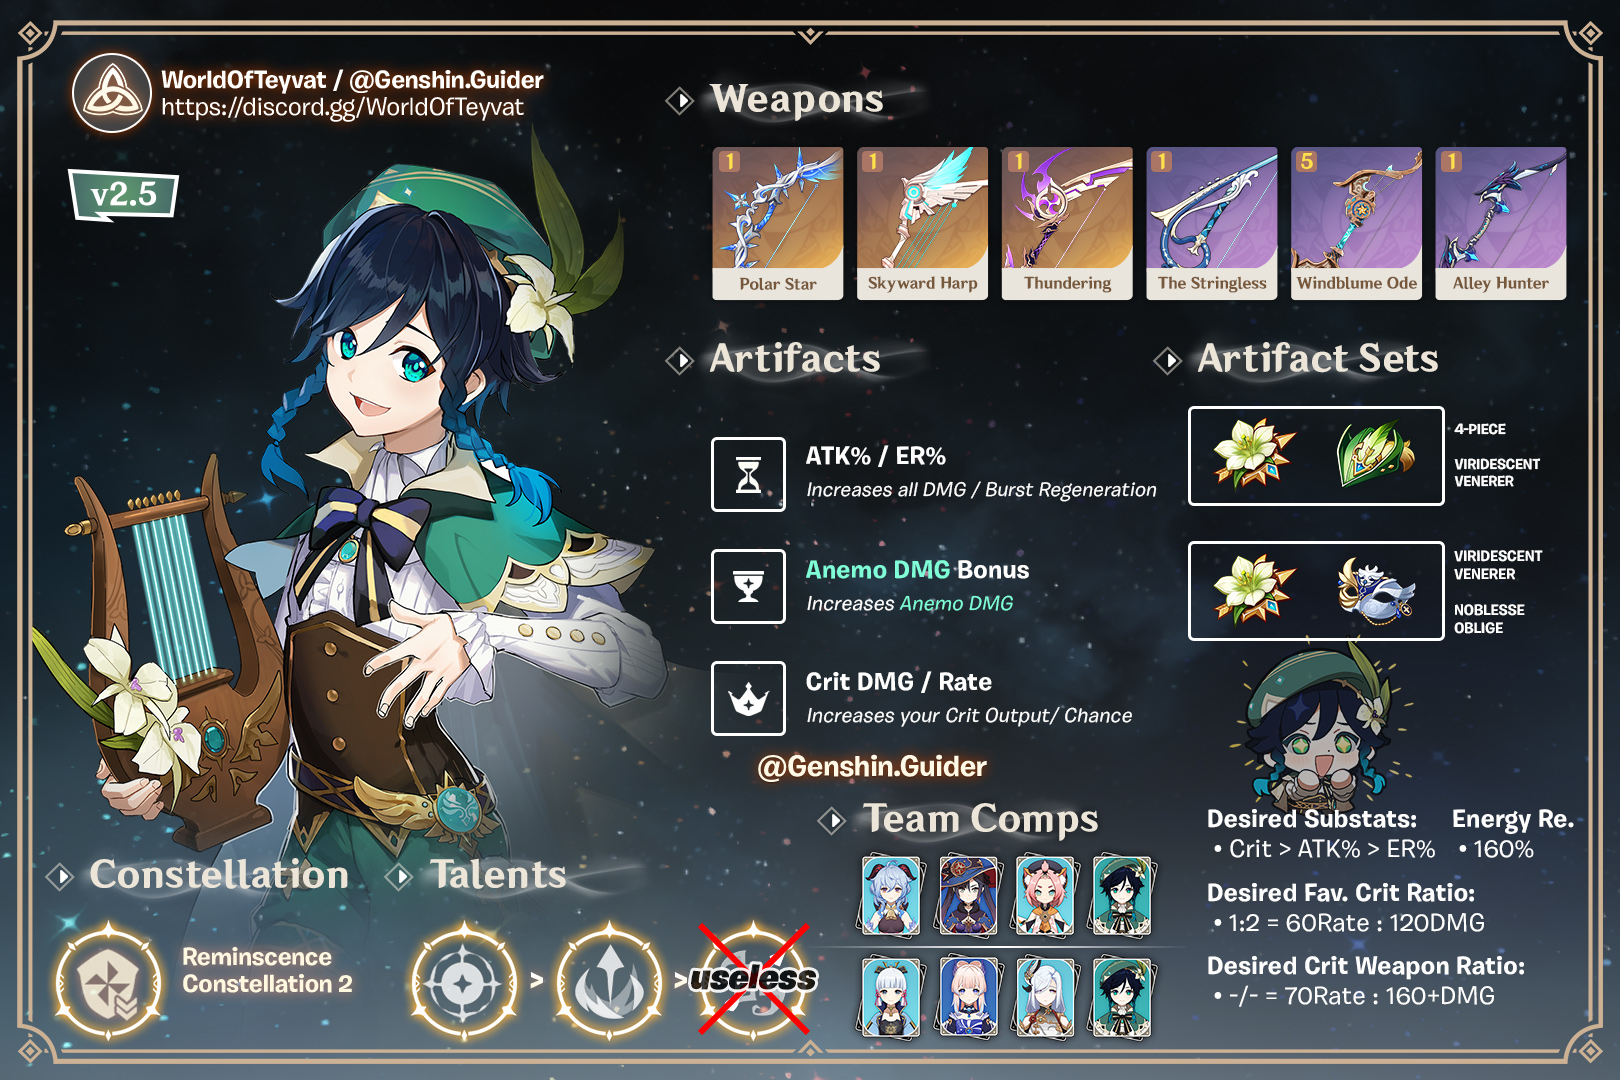 WorldOfTeyvat / @Genshin.Guider
https://discord.gg/WorldOfTeyvat
v2.5
Weapons
1 1 1 1 5 1
Polar Star Skyward Harp Thundering The Stringless Windblume Ode Alley Hunter
Artifacts
ATK% / ER%
Increases all DMG / Burst Regeneration
Anemo DMG Bonus
Increases Anemo DMG
Crit DMG / Rate
Increases your Crit Output/ Chance
@Genshin.Guider
Artifact Sets
4-PIECE
VIRIDESCENT
VENERER
VIRIDESCENT
VENERER
NOBLESSE
OBLIGE
Constellation
Reminscence
Constellation 2
Talents
> > useless
Team Comps
Desired Substats:
• Crit > ATK% > ER%
Energy Re.
• 160%
Desired Fav. Crit Ratio:
• 1:2 = 60Rate : 120DMG
Desired Crit Weapon Ratio:
• -/- = 70Rate : 160+DMG